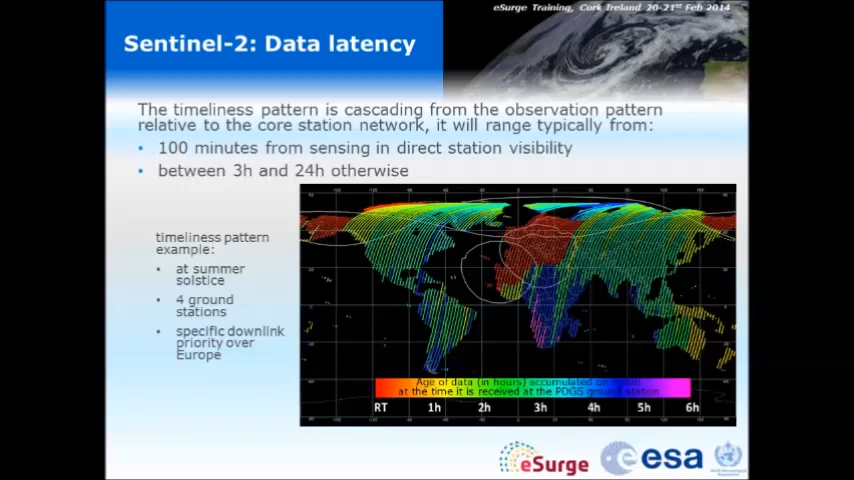 eSurge Training, Cork Ireland 20-21st Feb 2014
Sentinel-2: Data latency
The timeliness pattern is cascading from the observation pattern
relative to the core station network, it will range typically from:
• 100 minutes from sensing in direct station visibility
• between 3h and 24h otherwise
timeliness pattern
example:
• at summer
solstice
• 4 ground
stations
• specific downlink
priority over
Europe
Age of data (in hours) accumulated on board
at the time it is received at the PDGS ground station
RT 1h 2h 3h 4h 5h 6h
eSurge
esa